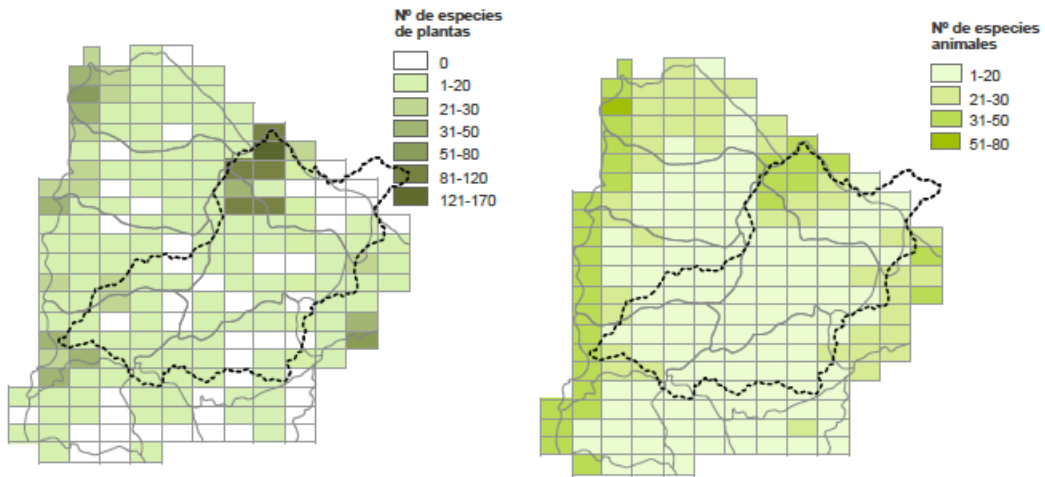 Nº de especies
de plantas
0
1-20
21-30
31-50
51-80
81-120
121-170
Nº de especies
animales
1-20
21-30
31-50
51-80